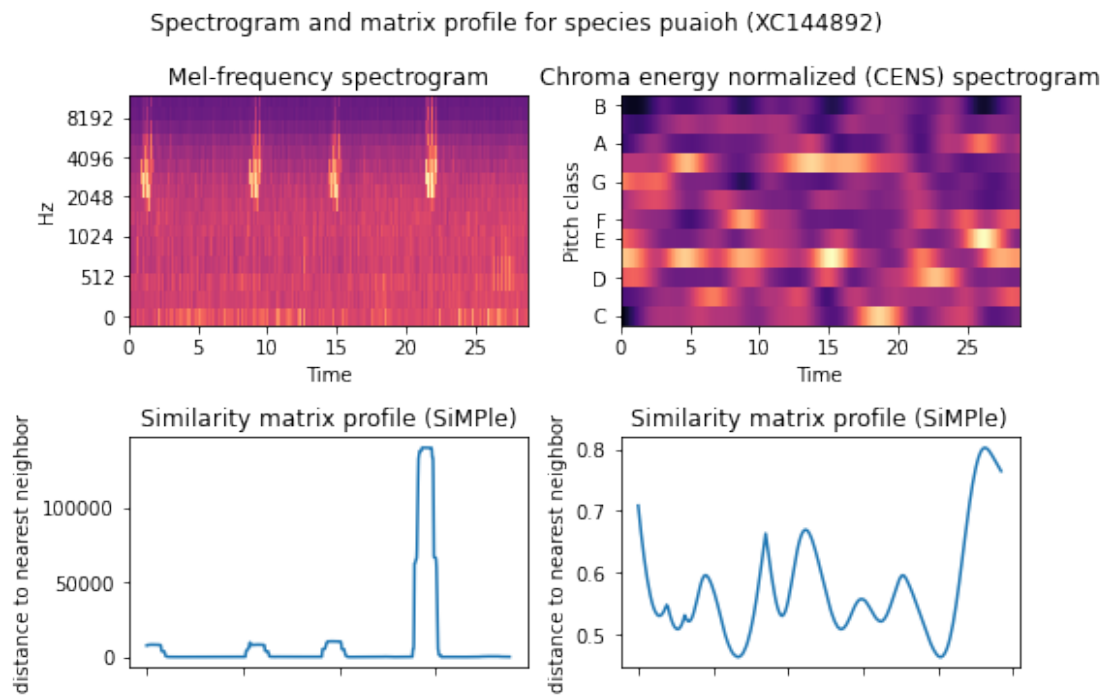 Spectrogram and matrix profile for species puaioh (XC144892)
Mel-frequency spectrogram
Hz
8192
4096
2048
1024
512
0
0 5 10 15 20 25
Time
Chroma energy normalized (CENS) spectrogram
Pitch class
B
A
G
F
E
D
C
0 5 10 15 20 25
Time
Similarity matrix profile (SiMPle)
distance to nearest neighbor
100000
50000
0
Similarity matrix profile (SiMPle)
distance to nearest neighbor
0.8
0.7
0.6
0.5